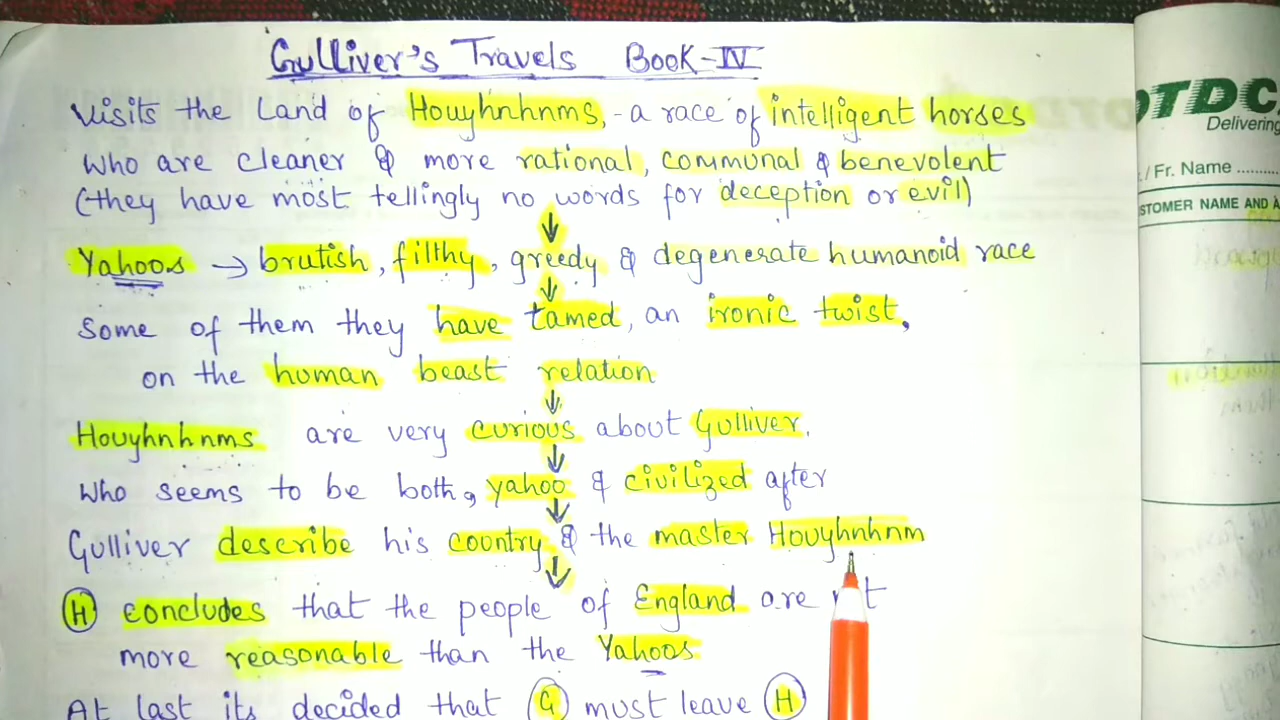 Gulliver's Travels Book-IV
Visits the Land of Houyhnhnms, - a race of intelligent horses
who are cleaner & more rational, communal & benevolent
(they have most tellingly no words for deception or evil)
Yahoos → brutish, filthy, greedy & degenerate humanoid race
Some of them they have tamed, an ironic twist,
on the human beast relation
Houyhnhnms are very curious about Gulliver,
who seems to be both, yahoo & civilized after
Gulliver describe his country & the master Houyhnhnm
(H) concludes that the people of England are
more reasonable than the Yahoos
At last its decided that (G) must leave (H)
OTDC
Delivering
/ Fr. Name ..........
STOMER NAME AND A